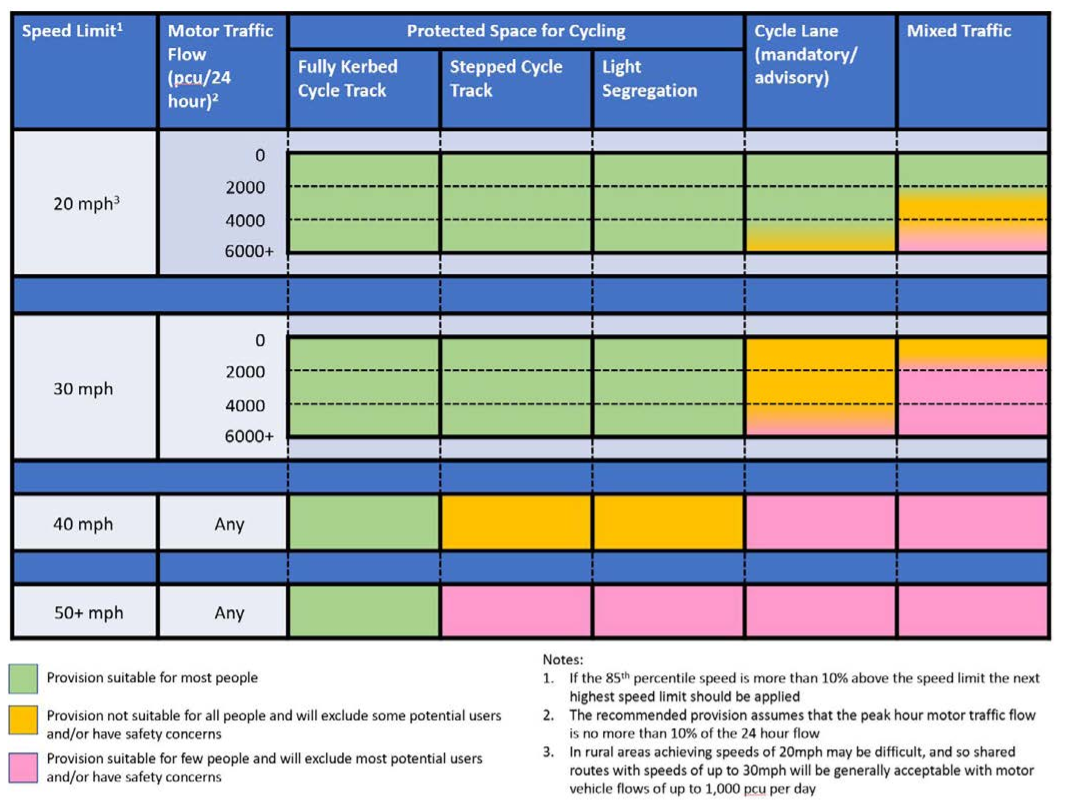 Speed Limit¹
Motor Traffic
Flow
(pcu/24
hour)²
Protected Space for Cycling
Fully Kerbed
Cycle Track
Stepped Cycle
Track
Light
Segregation
Cycle Lane
(mandatory/
advisory)
Mixed Traffic
20 mph³
0
2000
4000
6000+
30 mph
0
2000
4000
6000+
40 mph
Any
50+ mph
Any
Provision suitable for most people
Provision not suitable for all people and will exclude some potential users
and/or have safety concerns
Provision suitable for few people and will exclude most potential users
and/or have safety concerns
Notes:
1. If the 85th percentile speed is more than 10% above the speed limit the next
highest speed limit should be applied
2. The recommended provision assumes that the peak hour motor traffic flow
is no more than 10% of the 24 hour flow
3. In rural areas achieving speeds of 20mph may be difficult, and so shared
routes with speeds of up to 30mph will be generally acceptable with motor
vehicle flows of up to 1,000 pcu per day